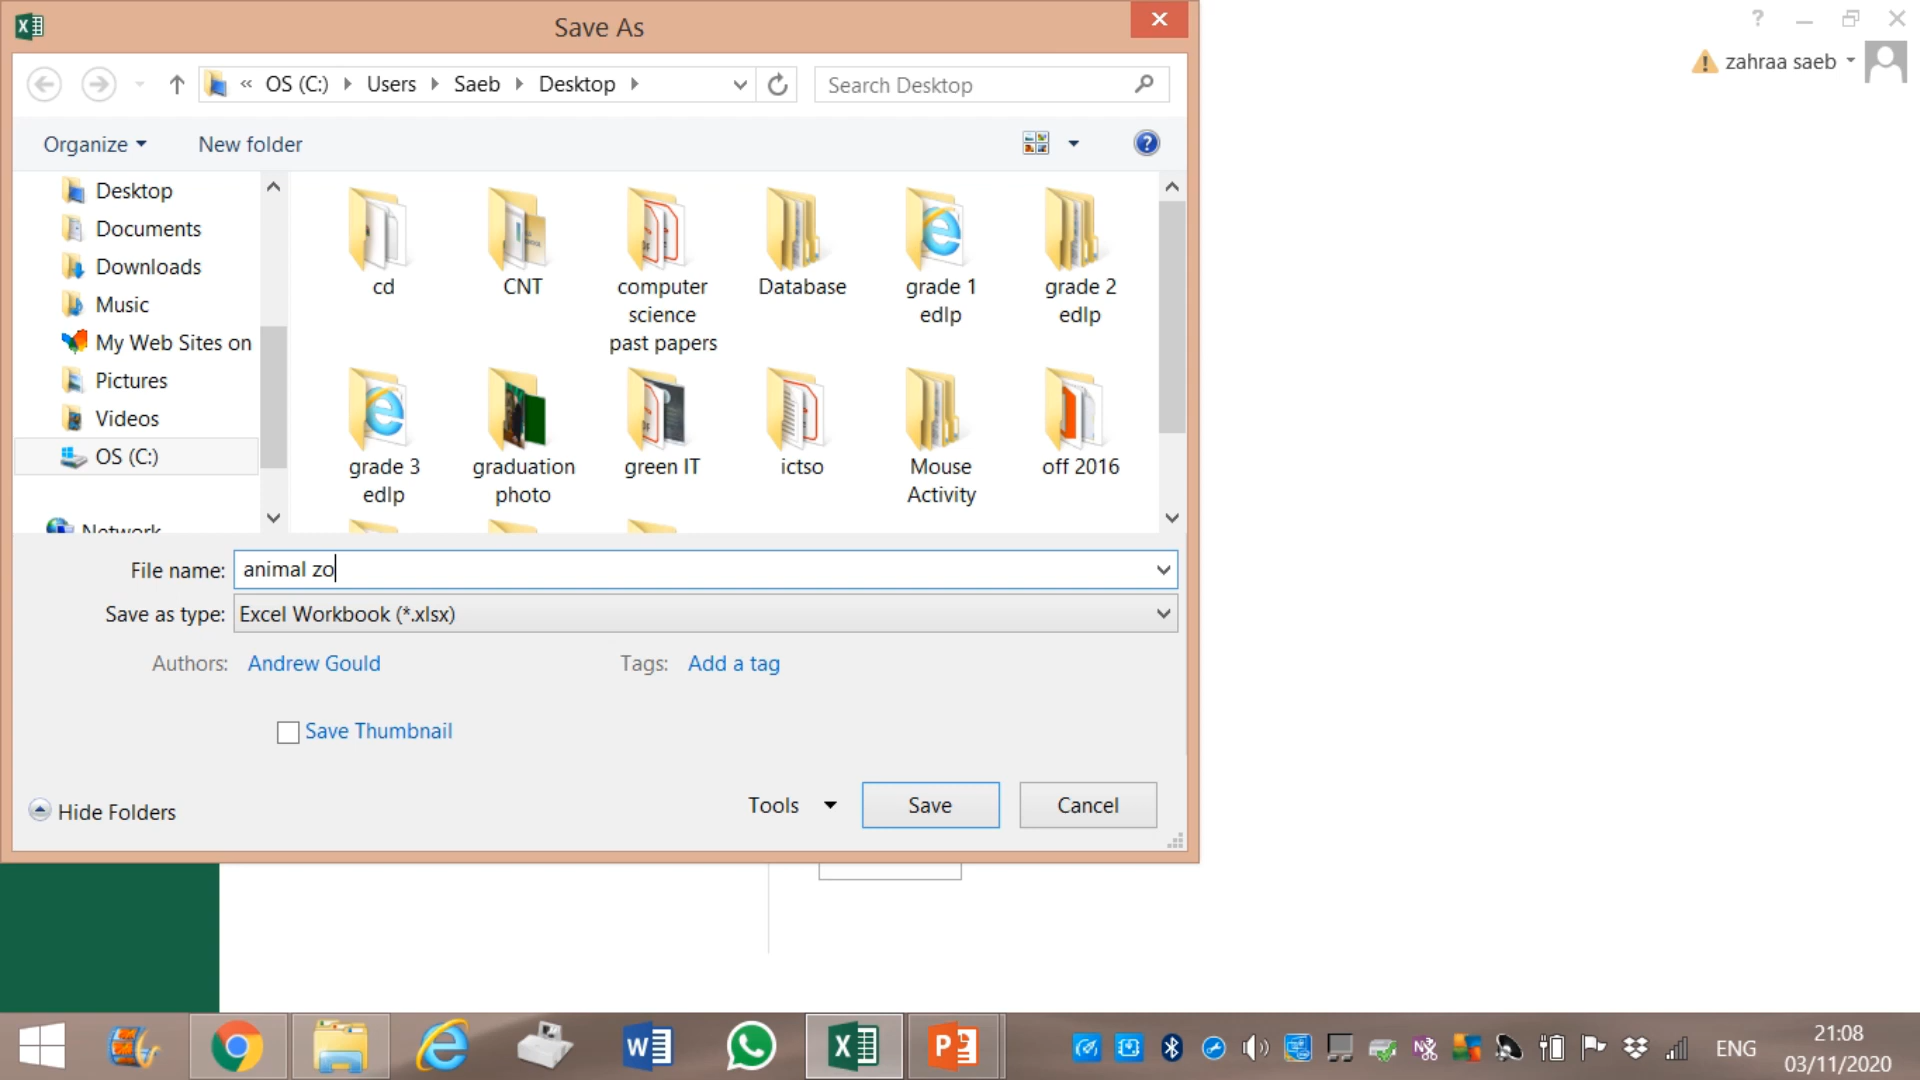 Save As
« OS (C:) Users Saeb Desktop
Search Desktop
zahraa saeb
Organize
New folder
Desktop
Documents
Downloads
Music
My Web Sites on
Pictures
Videos
OS (C:)
Network
cd
CNT
computer science past papers
Database
grade 1 edlp
grade 2 edlp
grade 3 edlp
graduation photo
green IT
ictso
Mouse Activity
off 2016
File name: animal zo
Save as type: Excel Workbook (*.xlsx)
Authors: Andrew Gould
Tags: Add a tag
Save Thumbnail
Hide Folders
Tools
Save
Cancel
ENG
21:08
03/11/2020